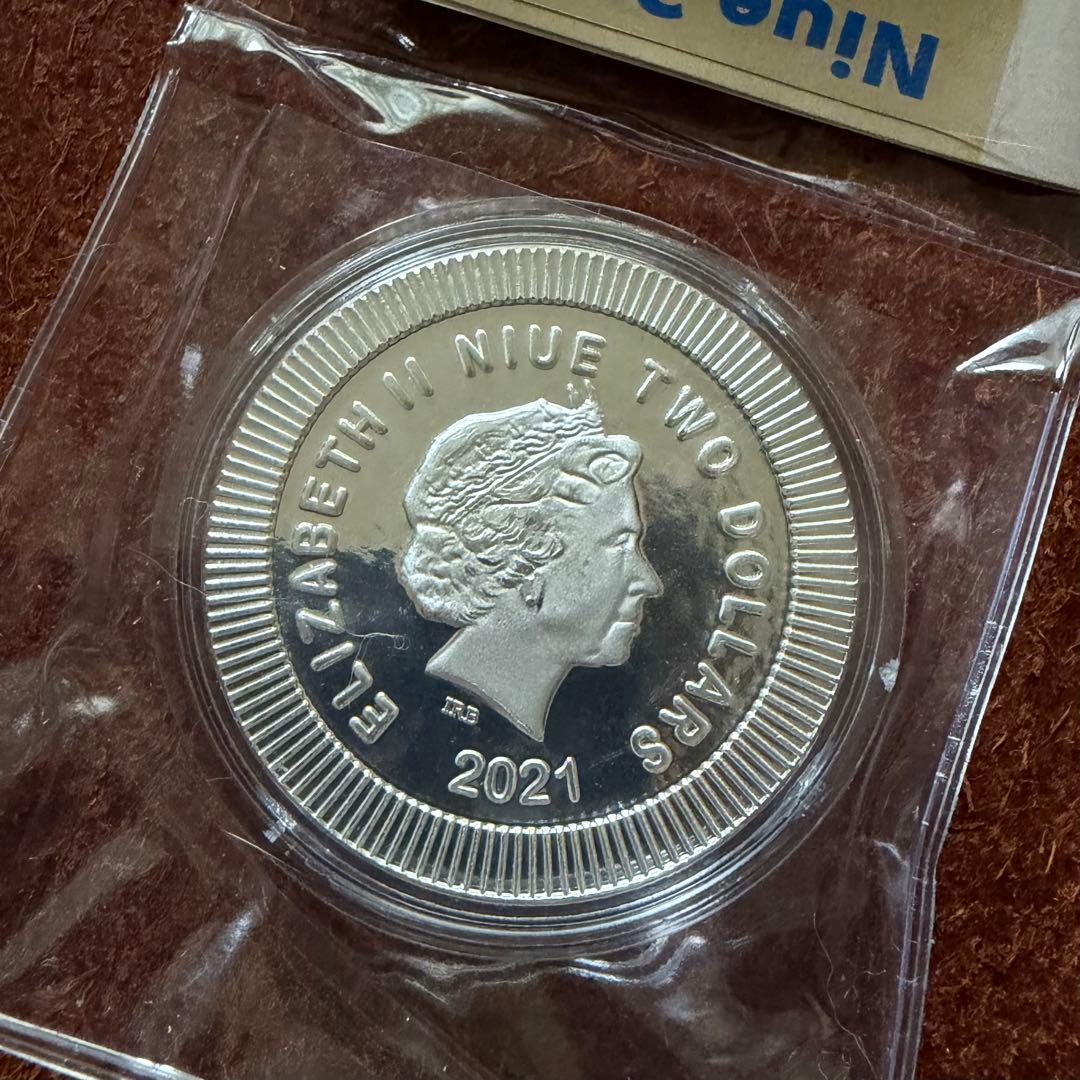 Niue
ELIZABETH II NIUE TWO DOLLARS
IRB
2021